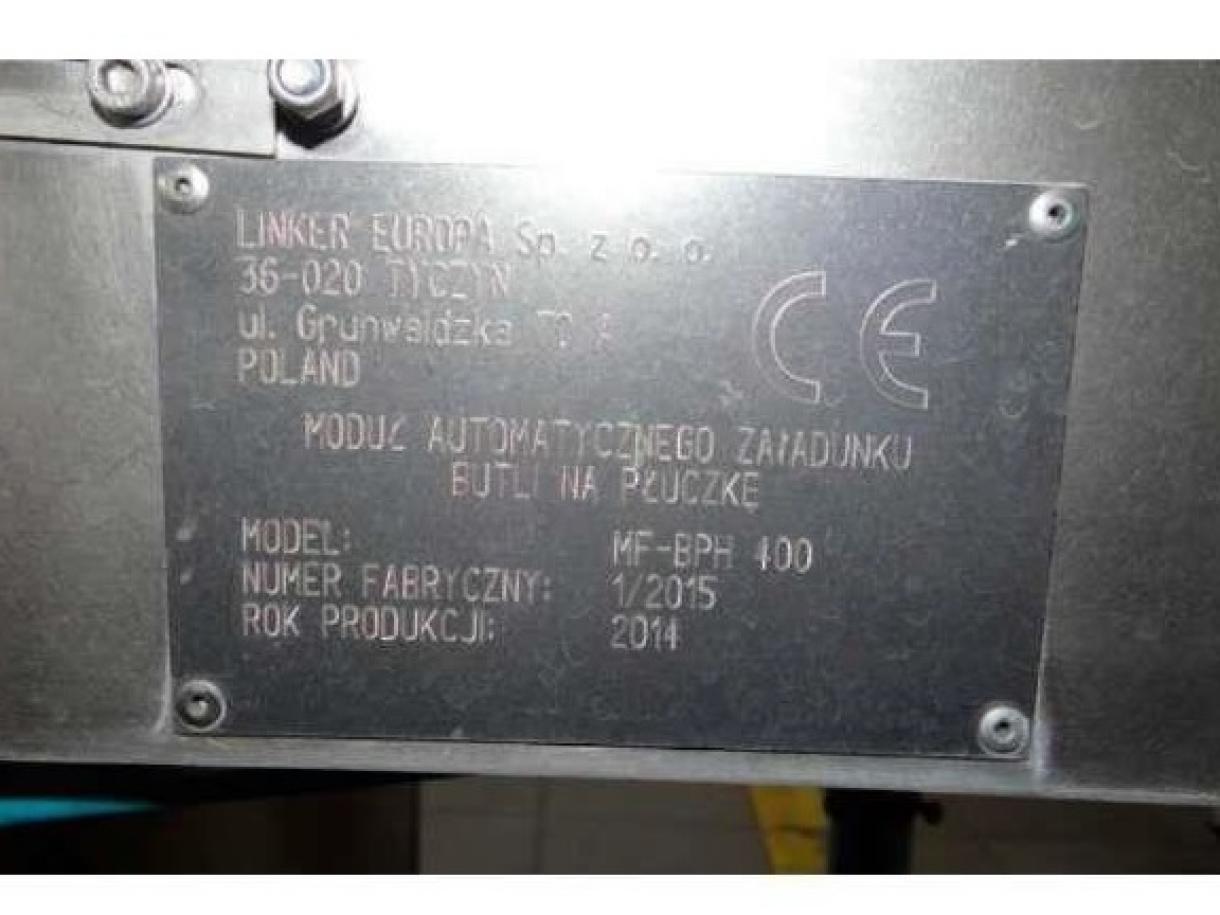 LINKER EUROPA Sp. z o. o.
36-020 TYCZYN
ul. Grunwaldzka
POLAND
CE
MODUŁ AUTOMATYCZNEGO ZAŁADUNKU
BUTLI NA PŁUCZKĘ
MODEL: MF-BPH 400
NUMER FABRYCZNY: 1/2015
ROK PRODUKCJI: 2014